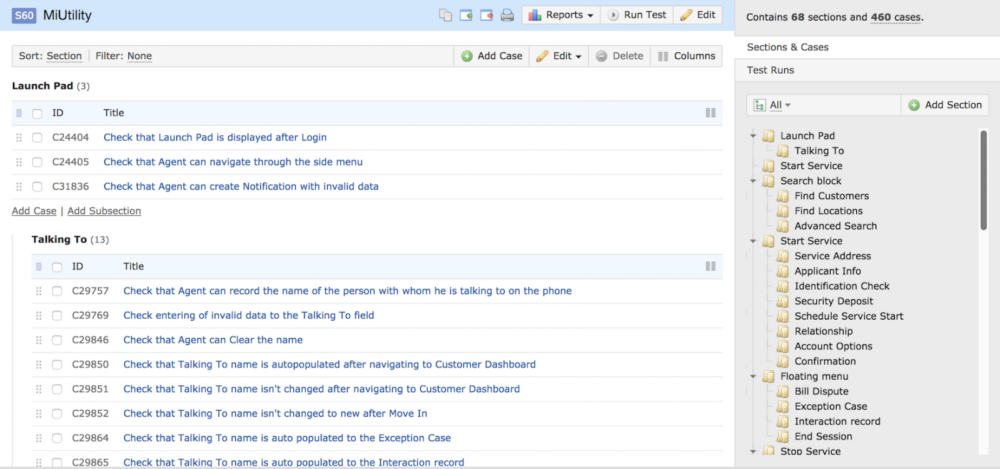 S60 MiUtility
Reports Run Test Edit
Sort: Section Filter: None
Add Case Edit Delete Columns
Launch Pad (3)
ID Title
C24404 Check that Launch Pad is displayed after Login
C24405 Check that Agent can navigate through the side menu
C31836 Check that Agent can create Notification with invalid data
Add Case | Add Subsection
Talking To (13)
ID Title
C29757 Check that Agent can record the name of the person with whom he is talking to on the phone
C29769 Check entering of invalid data to the Talking To field
C29846 Check that Agent can Clear the name
C29850 Check that Talking To name is autopopulated after navigating to Customer Dashboard
C29851 Check that Talking To name isn't changed after navigating to Customer Dashboard
C29852 Check that Talking To name isn't changed to new after Move In
C29864 Check that Talking To name is auto populated to the Exception Case
C29865 Check that Talking To name is auto populated to the Interaction record
Contains 68 sections and 460 cases.
Sections & Cases
Test Runs
All Add Section
Launch Pad
Talking To
Start Service
Search block
Find Customers
Find Locations
Advanced Search
Start Service
Service Address
Applicant Info
Identification Check
Security Deposit
Schedule Service Start
Relationship
Account Options
Confirmation
Floating menu
Bill Dispute
Exception Case
Interaction record
End Session
Stop Service